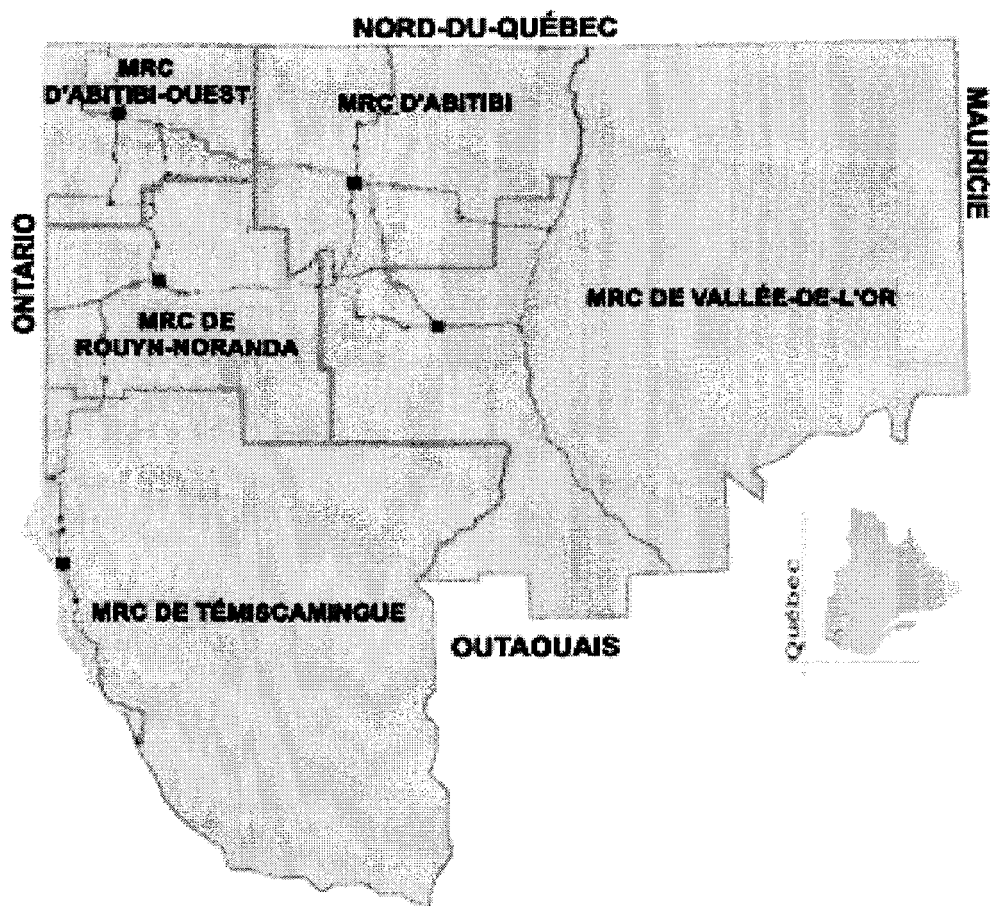 NORD-DU-QUÉBEC
MRC
D'ABITIBI-OUEST
MRC D'ABITIBI
MAURICIE
ONTARIO
MRC DE VALLÉE-DE-L'OR
MRC DE
ROUYN-NORANDA
MRC DE TÉMISCAMINGUE
OUTAOUAIS
Québec